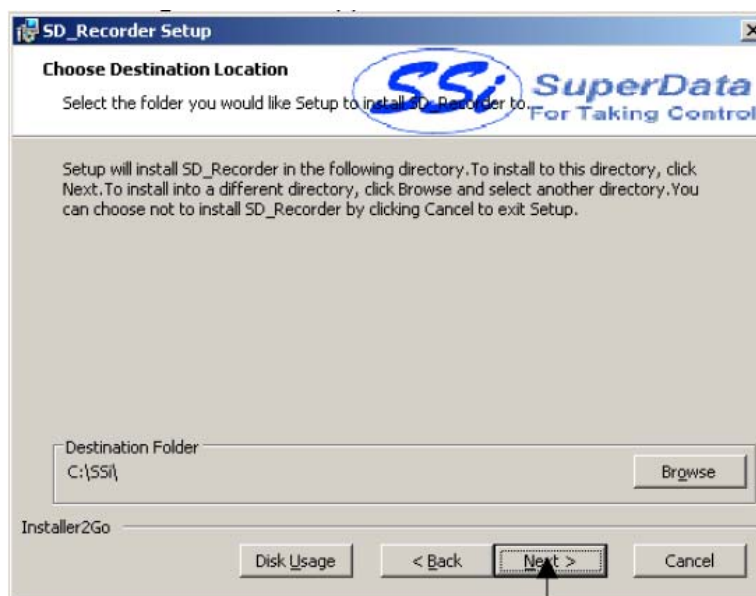 SD_Recorder Setup
Choose Destination Location
Select the folder you would like Setup to install SD_Recorder to.
SSi SuperData
For Taking Control
Setup will install SD_Recorder in the following directory.To install to this directory, click
Next.To install into a different directory, click Browse and select another directory.You
can choose not to install SD_Recorder by clicking Cancel to exit Setup.
Destination Folder
C:\SSi\
Browse
Installer2Go
Disk Usage < Back Next > Cancel